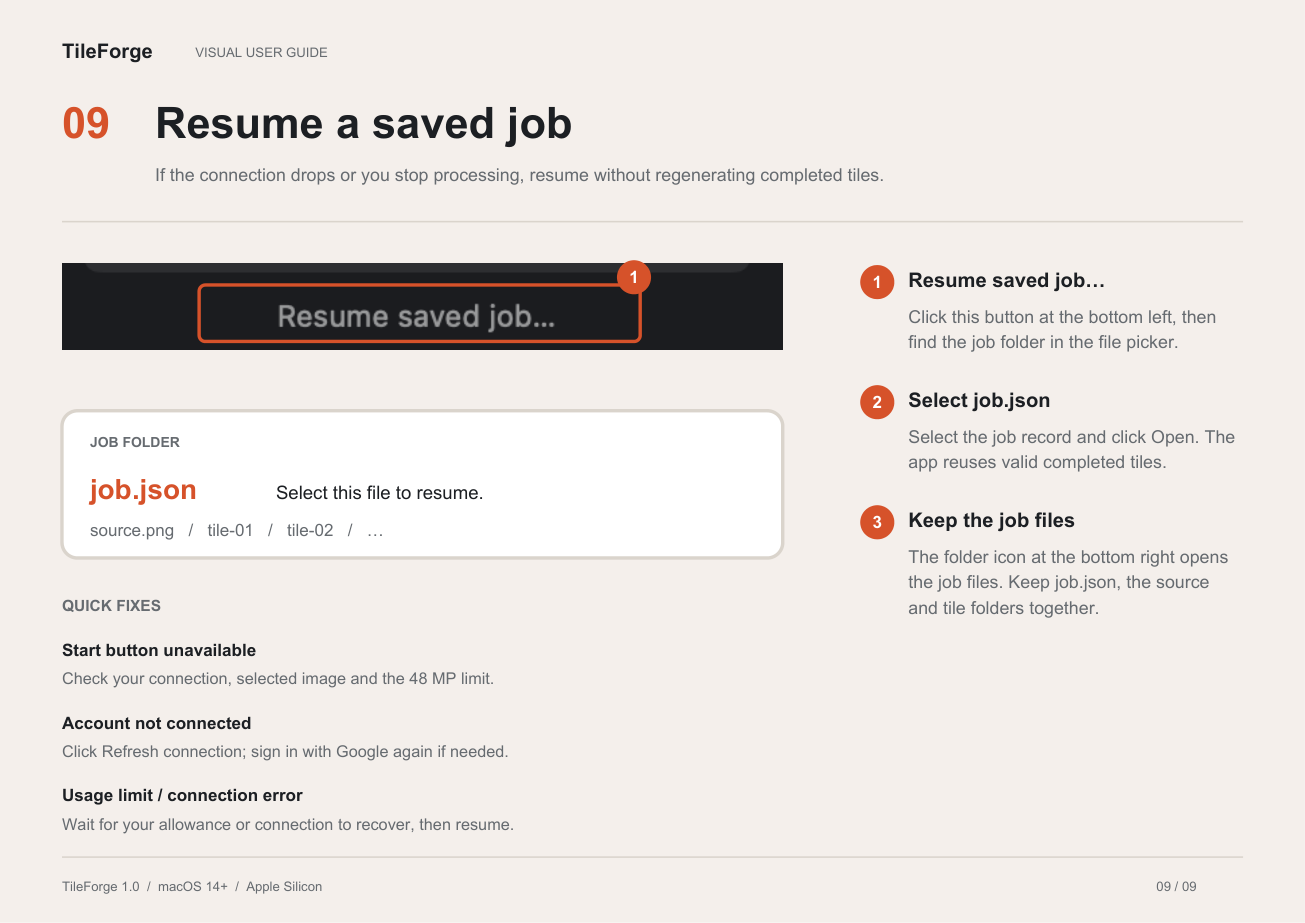 TileForge VISUAL USER GUIDE
09 Resume a saved job
If the connection drops or you stop processing, resume without regenerating completed tiles.
1
Resume saved job...
JOB FOLDER
job.json Select this file to resume.
source.png / tile-01 / tile-02 / …
QUICK FIXES
Start button unavailable
Check your connection, selected image and the 48 MP limit.
Account not connected
Click Refresh connection; sign in with Google again if needed.
Usage limit / connection error
Wait for your allowance or connection to recover, then resume.
1 Resume saved job…
Click this button at the bottom left, then
find the job folder in the file picker.
2 Select job.json
Select the job record and click Open. The
app reuses valid completed tiles.
3 Keep the job files
The folder icon at the bottom right opens
the job files. Keep job.json, the source
and tile folders together.
TileForge 1.0 / macOS 14+ / Apple Silicon 09 / 09